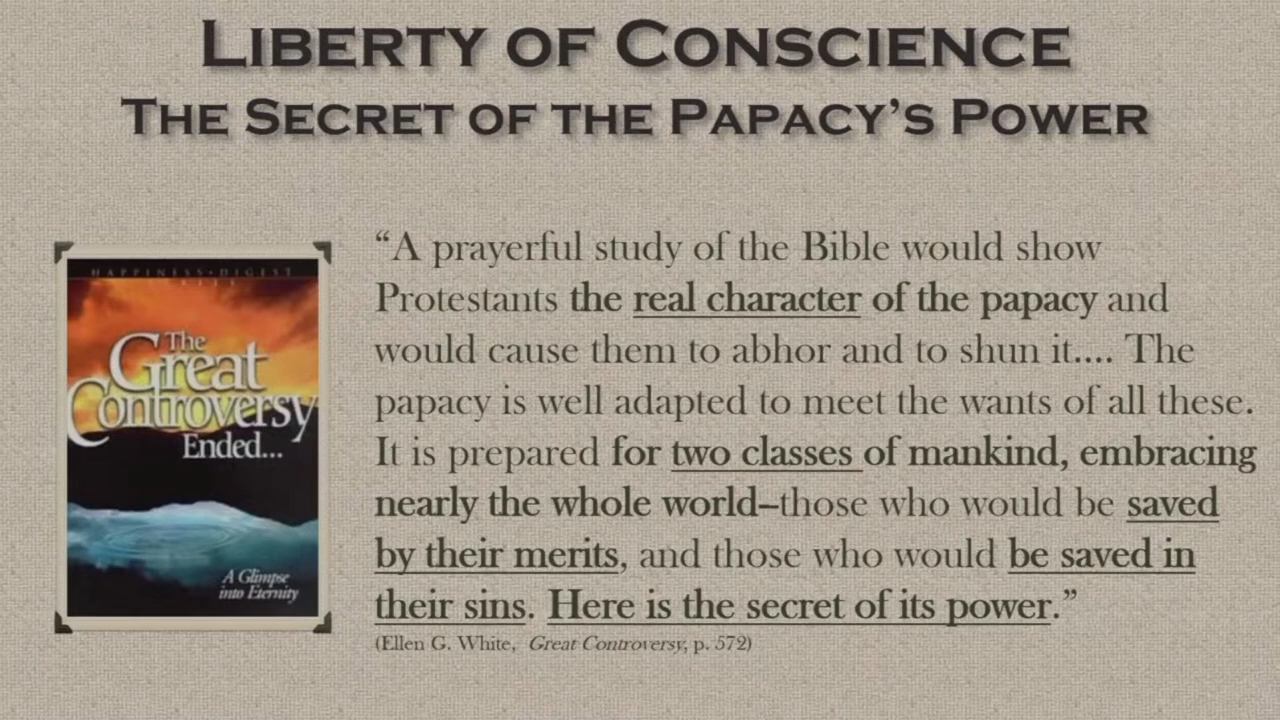 LIBERTY OF CONSCIENCE
THE SECRET OF THE PAPACY'S POWER
HAPPINESS•DIGEST
The
Great
Controversy
Ended...
A Glimpse
into Eternity
“A prayerful study of the Bible would show
Protestants the real character of the papacy and
would cause them to abhor and to shun it.... The
papacy is well adapted to meet the wants of all these.
It is prepared for two classes of mankind, embracing
nearly the whole world–those who would be saved
by their merits, and those who would be saved in
their sins. Here is the secret of its power.”
(Ellen G. White, Great Controversy, p. 572)